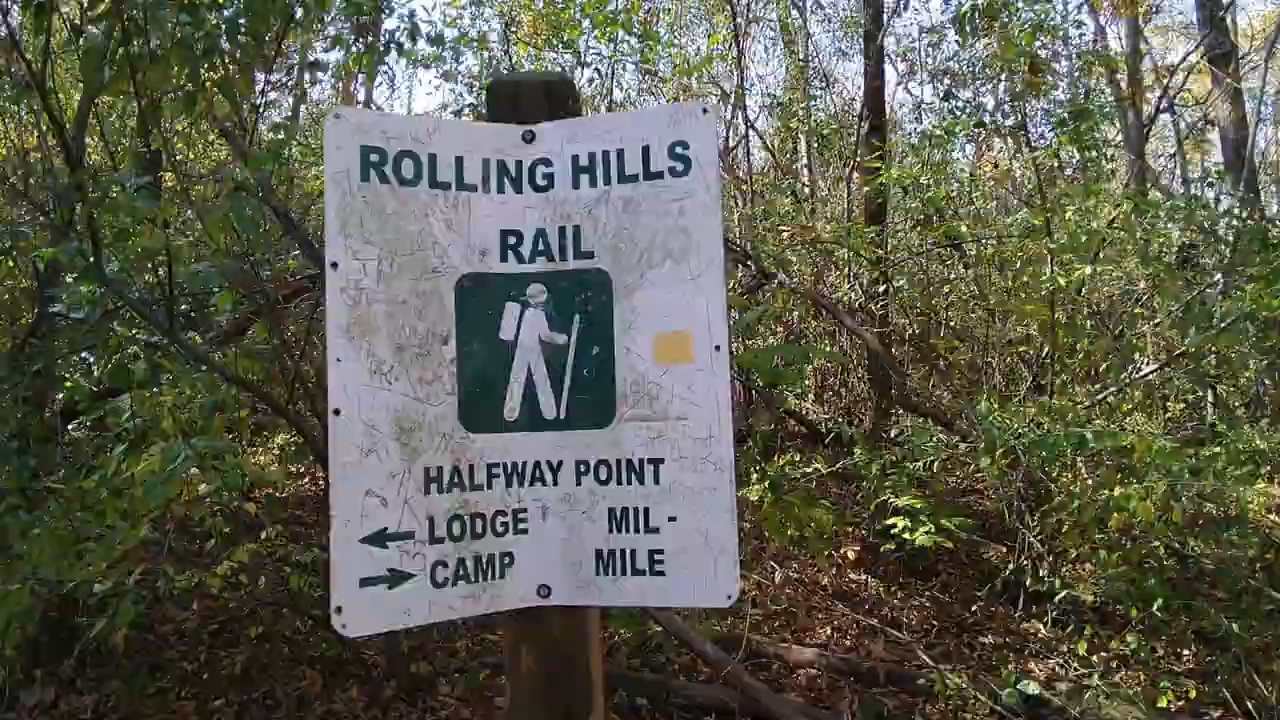 ROLLING HILLS
RAIL
HALFWAY POINT
LODGE MIL-
CAMP MILE